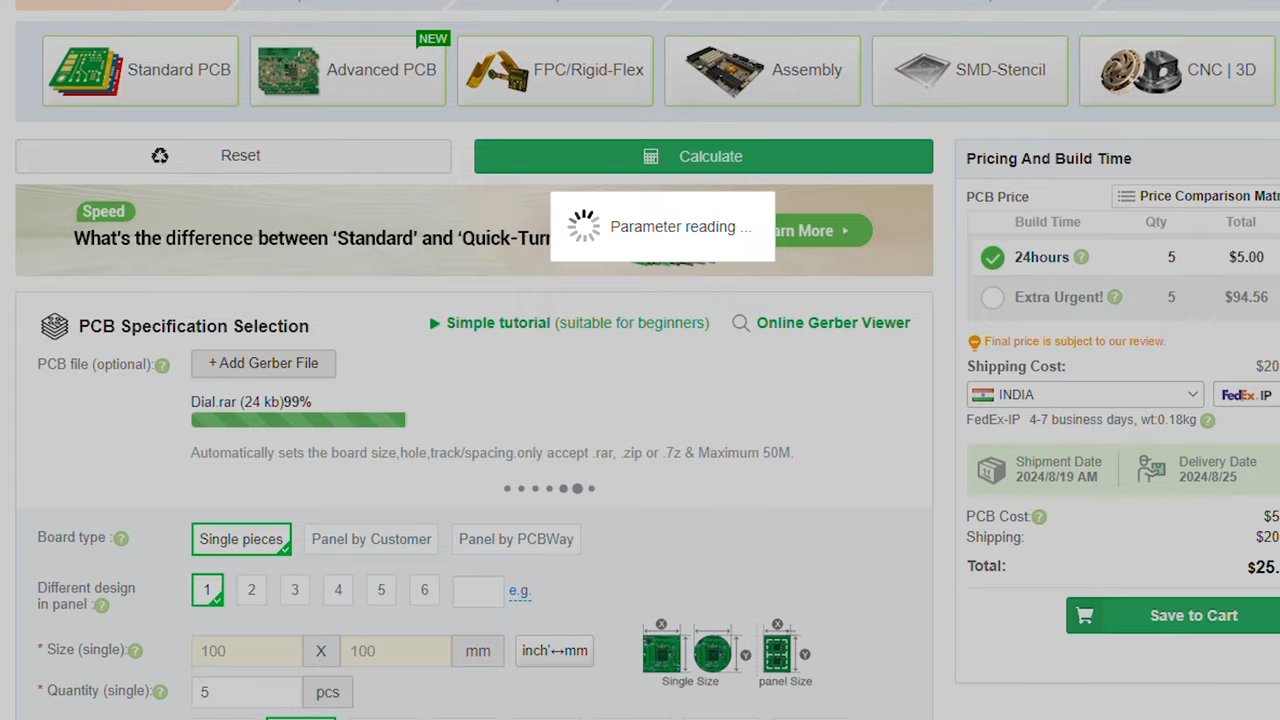 Standard PCB
NEW
Advanced PCB
FPC/Rigid-Flex
Assembly
SMD-Stencil
CNC | 3D
Reset
Calculate
Speed
What's the difference between ‘Standard’ and ‘Quick-Turn
arn More
Parameter reading ...
PCB Specification Selection
Simple tutorial (suitable for beginners)
Online Gerber Viewer
PCB file (optional):?
+ Add Gerber File
Dial.rar (24 kb)99%
Automatically sets the board size,hole,track/spacing.only accept .rar, .zip or .7z & Maximum 50M.
Board type :?
Single pieces
Panel by Customer
Panel by PCBWay
Different design
in panel :?
1
2
3
4
5
6
e.g.
* Size (single):?
100
X
100
mm
inch'↔mm
X
Y
X
Y
Single Size
panel Size
* Quantity (single):?
5
pcs
Pricing And Build Time
PCB Price
Price Comparison Matr
Build Time
Qty
Total
24hours ?
5
$5.00
Extra Urgent! ?
5
$94.56
Final price is subject to our review.
Shipping Cost:
$20
INDIA
FedEx. IP
FedEx-IP 4-7 business days, wt:0.18kg ?
Shipment Date
2024/8/19 AM
Delivery Date
2024/8/25
PCB Cost:?
$5
Shipping:
$20
Total:
$25.
Save to Cart